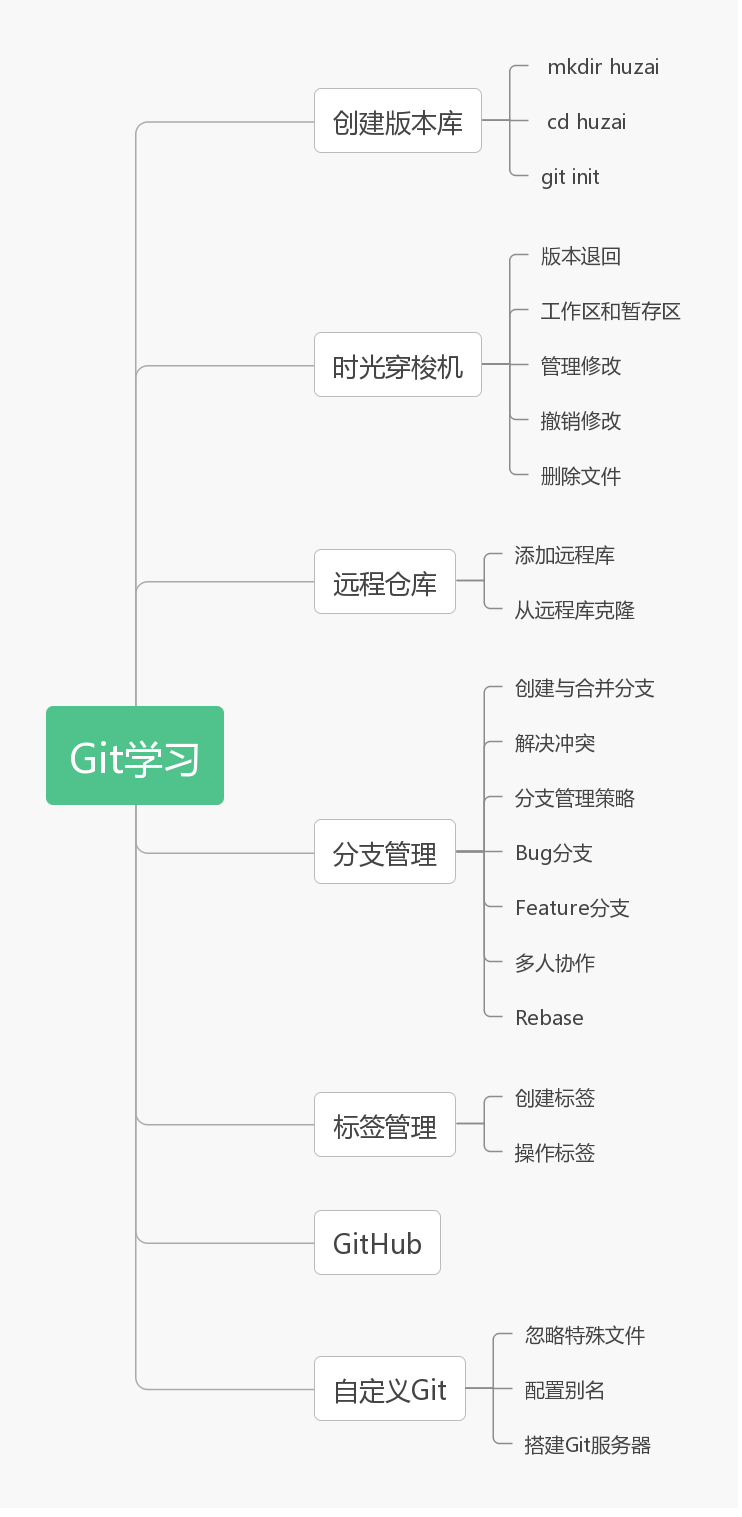 Git学习
创建版本库
mkdir huzai
cd huzai
git init
时光穿梭机
版本退回
工作区和暂存区
管理修改
撤销修改
删除文件
远程仓库
添加远程库
从远程库克隆
分支管理
创建与合并分支
解决冲突
分支管理策略
Bug分支
Feature分支
多人协作
Rebase
标签管理
创建标签
操作标签
GitHub
自定义Git
忽略特殊文件
配置别名
搭建Git服务器